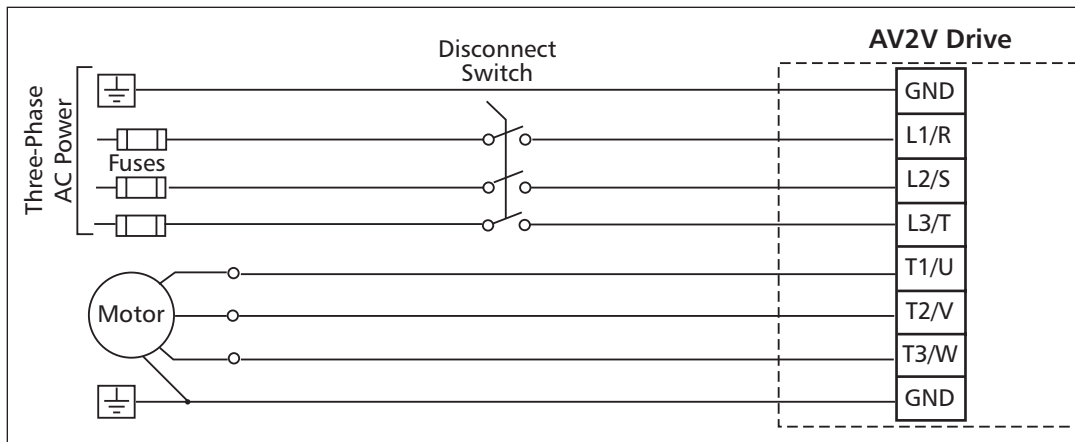 AV2V Drive
Disconnect
Switch
Three-Phase
AC Power
Fuses
GND
L1/R
L2/S
L3/T
T1/U
T2/V
T3/W
GND
Motor